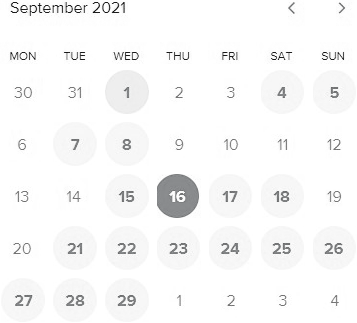 September 2021
MON TUE WED THU FRI SAT SUN
30 31 1 2 3 4 5
6 7 8 9 10 11 12
13 14 15 16 17 18 19
20 21 22 23 24 25 26
27 28 29 1 2 3 4